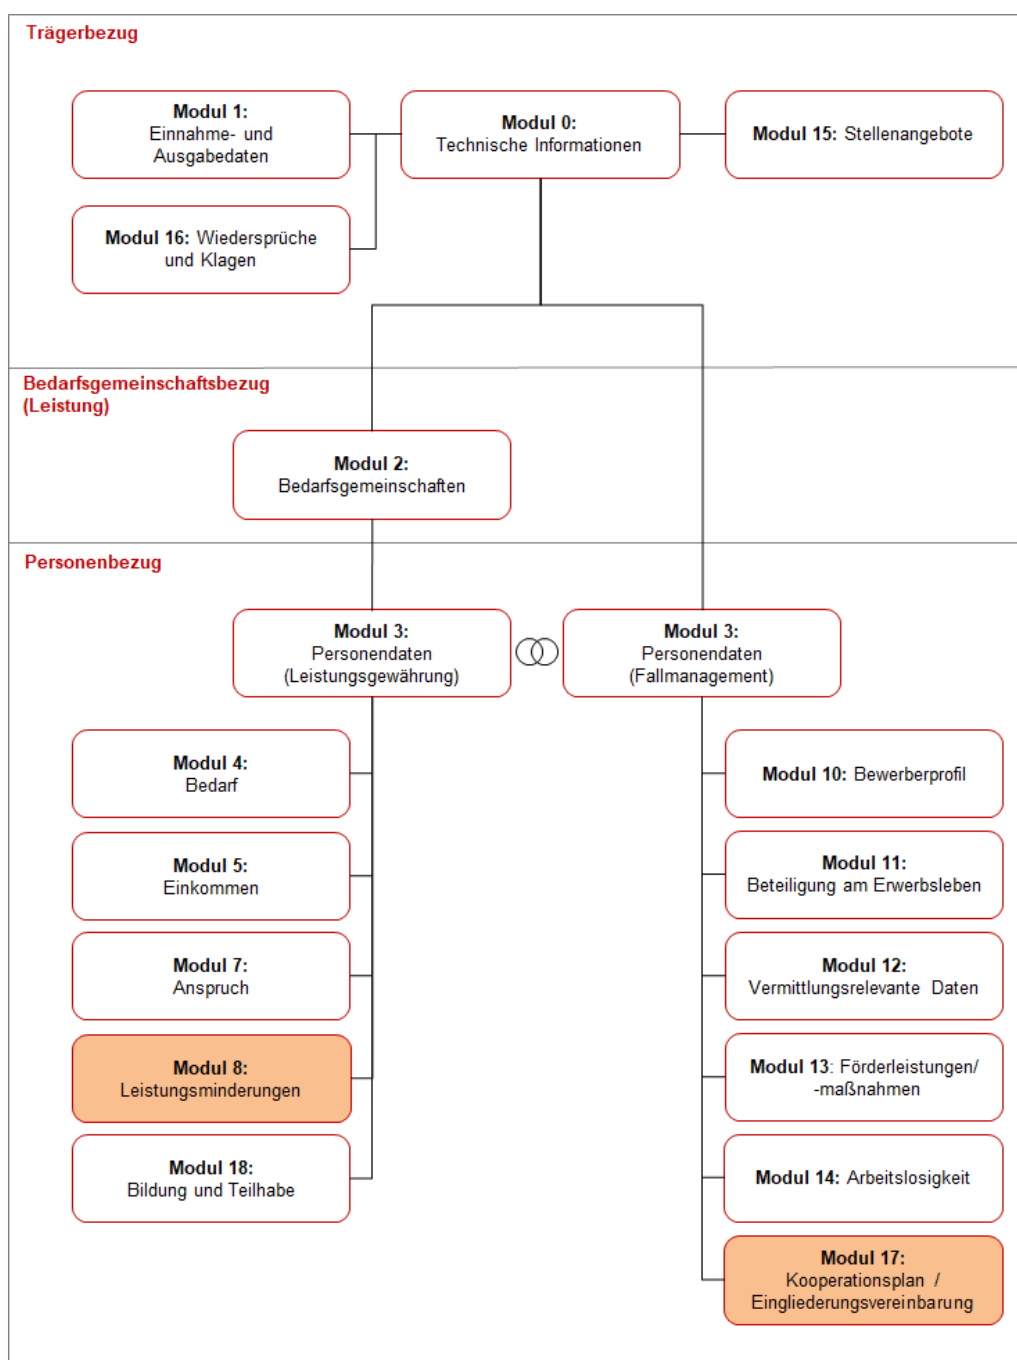 Trägerbezug
Modul 1:
Einnahme- und
Ausgabedaten
Modul 0:
Technische Informationen
Modul 15: Stellenangebote
Modul 16: Wiedersprüche
und Klagen
Bedarfsgemeinschaftsbezug
(Leistung)
Modul 2:
Bedarfsgemeinschaften
Personenbezug
Modul 3:
Personendaten
(Leistungsgewährung)
Modul 3:
Personendaten
(Fallmanagement)
Modul 4:
Bedarf
Modul 5:
Einkommen
Modul 7:
Anspruch
Modul 8:
Leistungsminderungen
Modul 18:
Bildung und Teilhabe
Modul 10: Bewerberprofil
Modul 11:
Beteiligung am Erwerbsleben
Modul 12:
Vermittlungsrelevante Daten
Modul 13: Förderleistungen/
-maßnahmen
Modul 14: Arbeitslosigkeit
Modul 17:
Kooperationsplan /
Eingliederungsvereinbarung